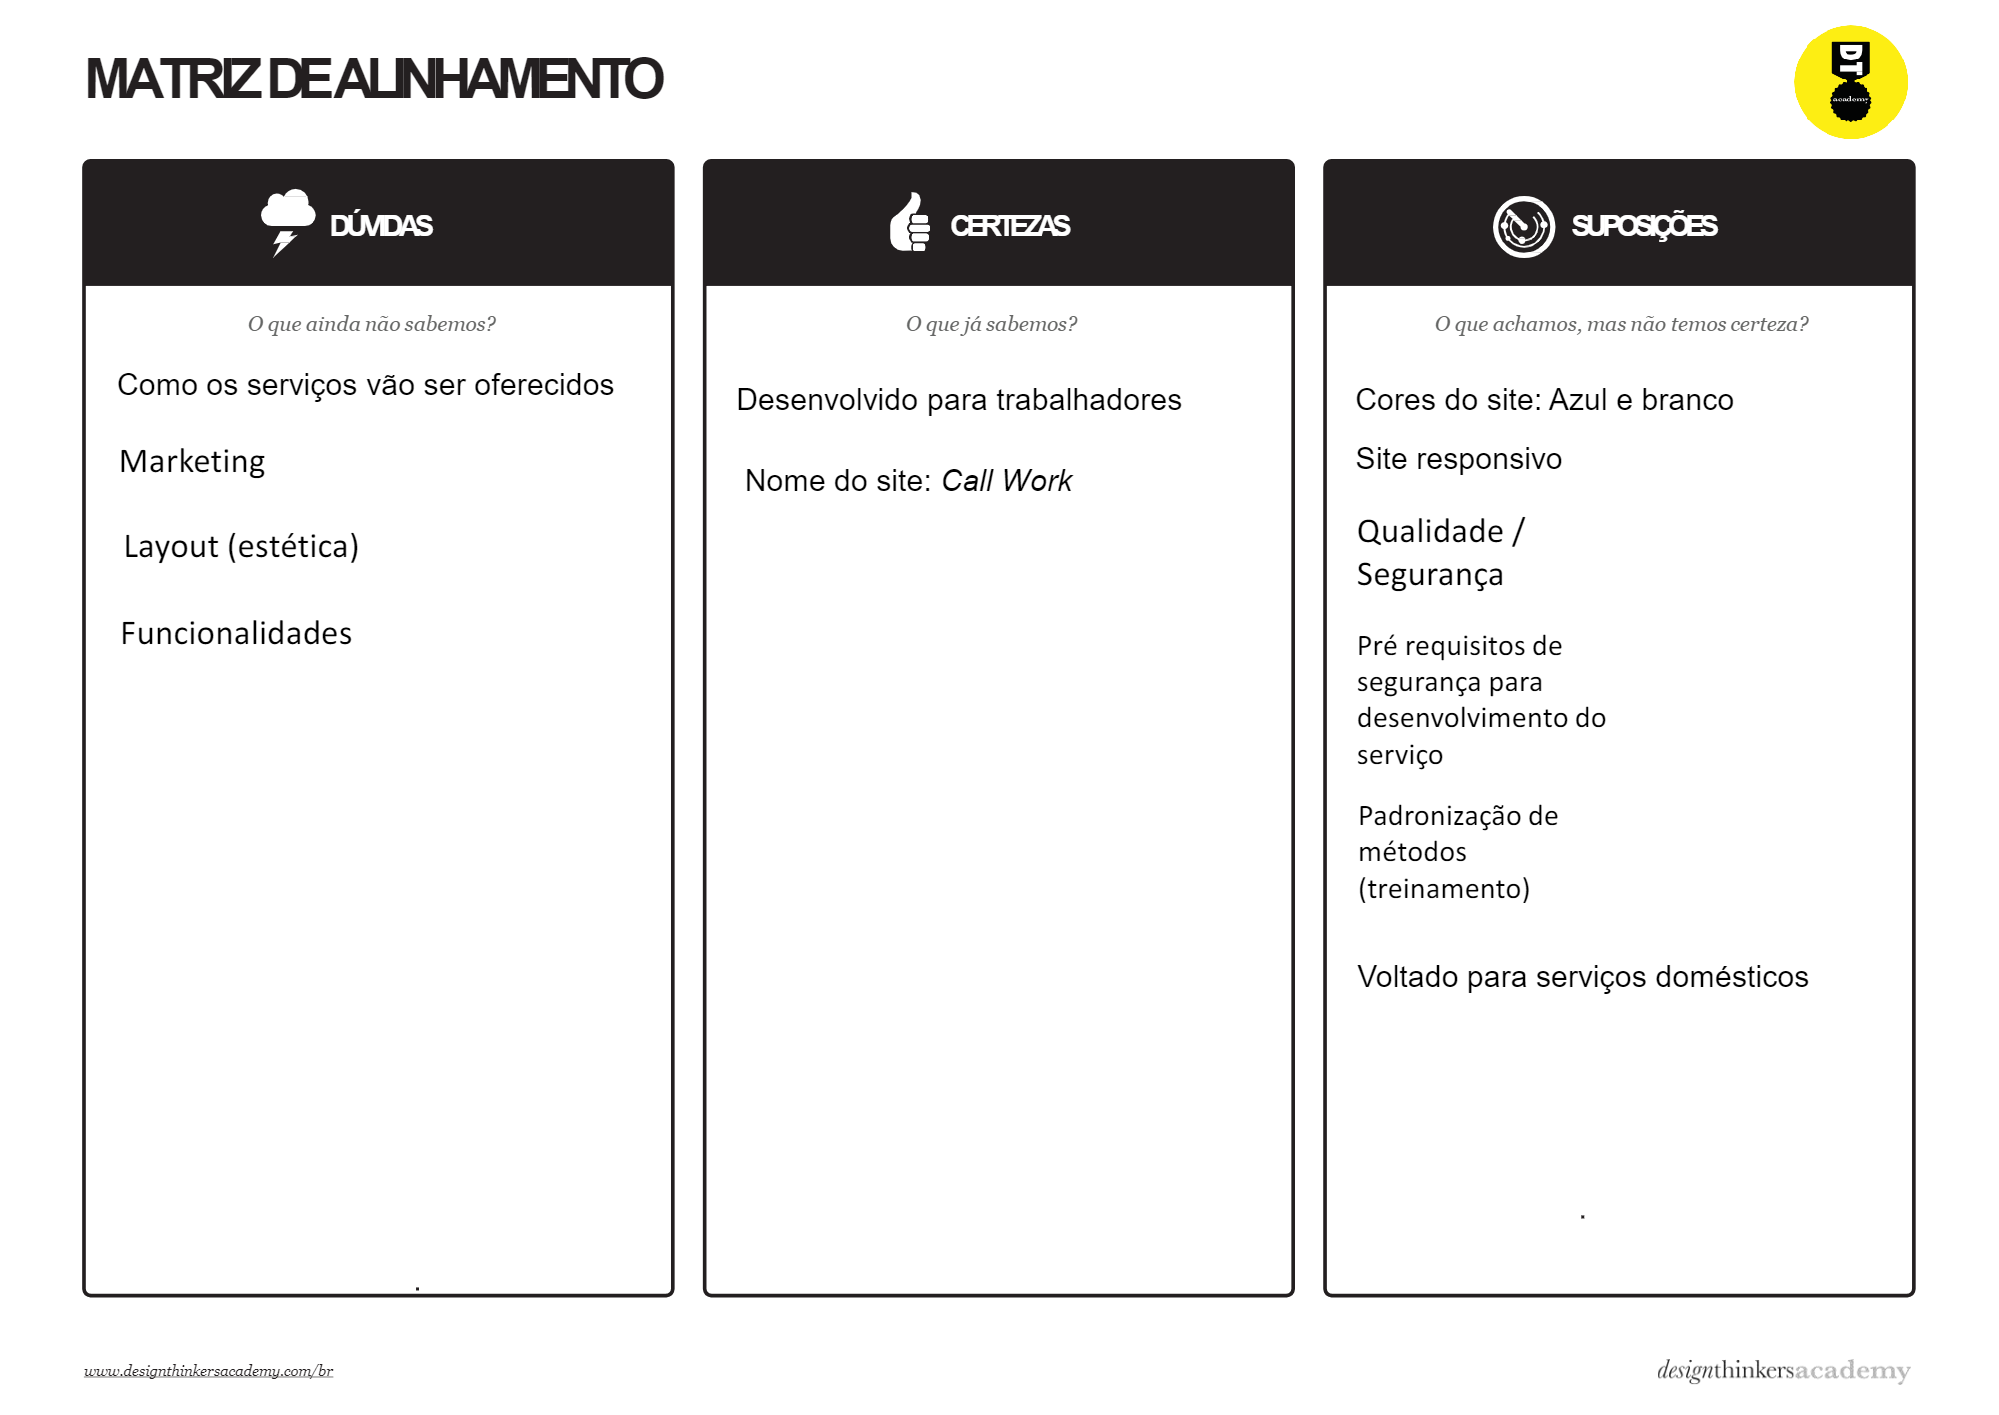 MATRIZ DE ALINHAMENTO
DT
academy
DÚVIDAS
O que ainda não sabemos?
Como os serviços vão ser oferecidos
Marketing
Layout (estética)
Funcionalidades
.
CERTEZAS
O que já sabemos?
Desenvolvido para trabalhadores
Nome do site: Call Work
SUPOSIÇÕES
O que achamos, mas não temos certeza?
Cores do site: Azul e branco
Site responsivo
Qualidade /
Segurança
Pré requisitos de
segurança para
desenvolvimento do
serviço
Padronização de
métodos
(treinamento)
Voltado para serviços domésticos
.
www.designthinkersacademy.com/br
designthinkersacademy